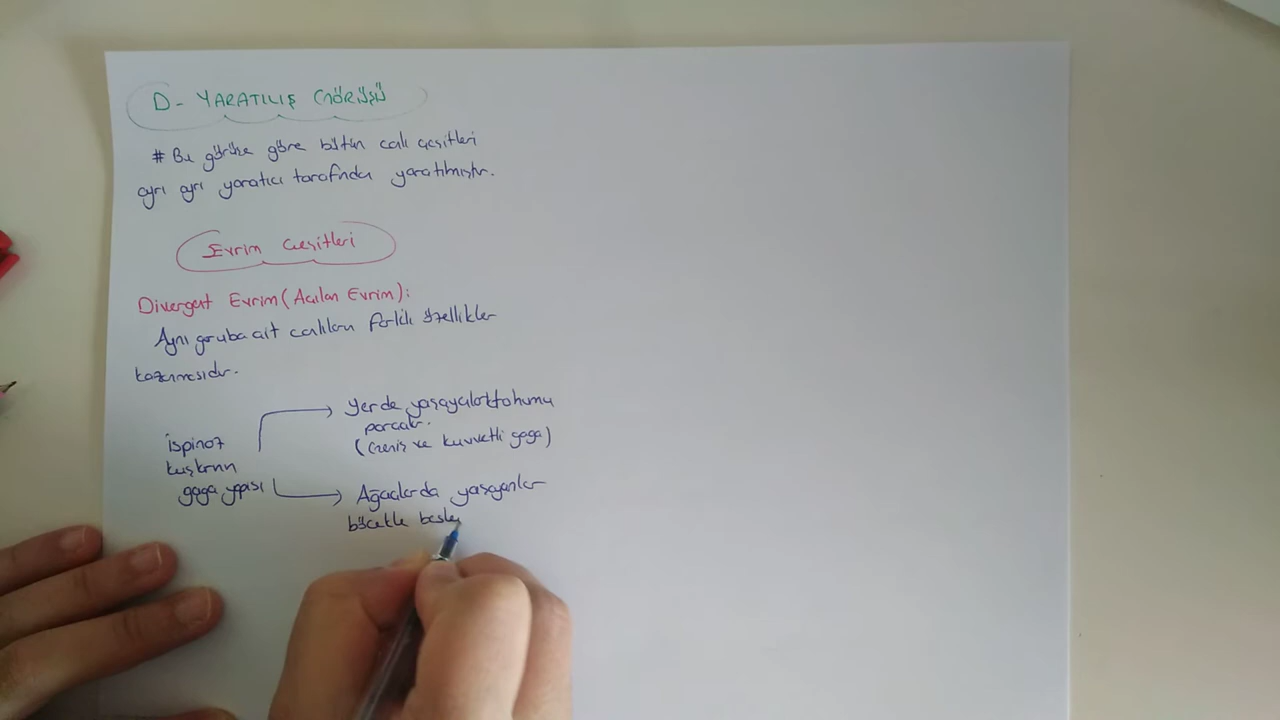 D- YARATILIŞ GÖRÜŞÜ
# Bu görüşe göre bütün calı çeşitleri
ayrı ayrı yaratıcı tarafından yaratılmıştır.
Evrim Çeşitleri
Divergent Evrim (Açılan Evrim):
Aynı gruba ait canlıların farklı özellikler
kazanmasıdır.
Yerde yaşayanlar tohumu
parçalar.
(Geniş ve kuvvetli gaga)
ispinoz
kuşlarının
gaga yapısı
Ağaçlarda yaşayanlar
böcekle besle